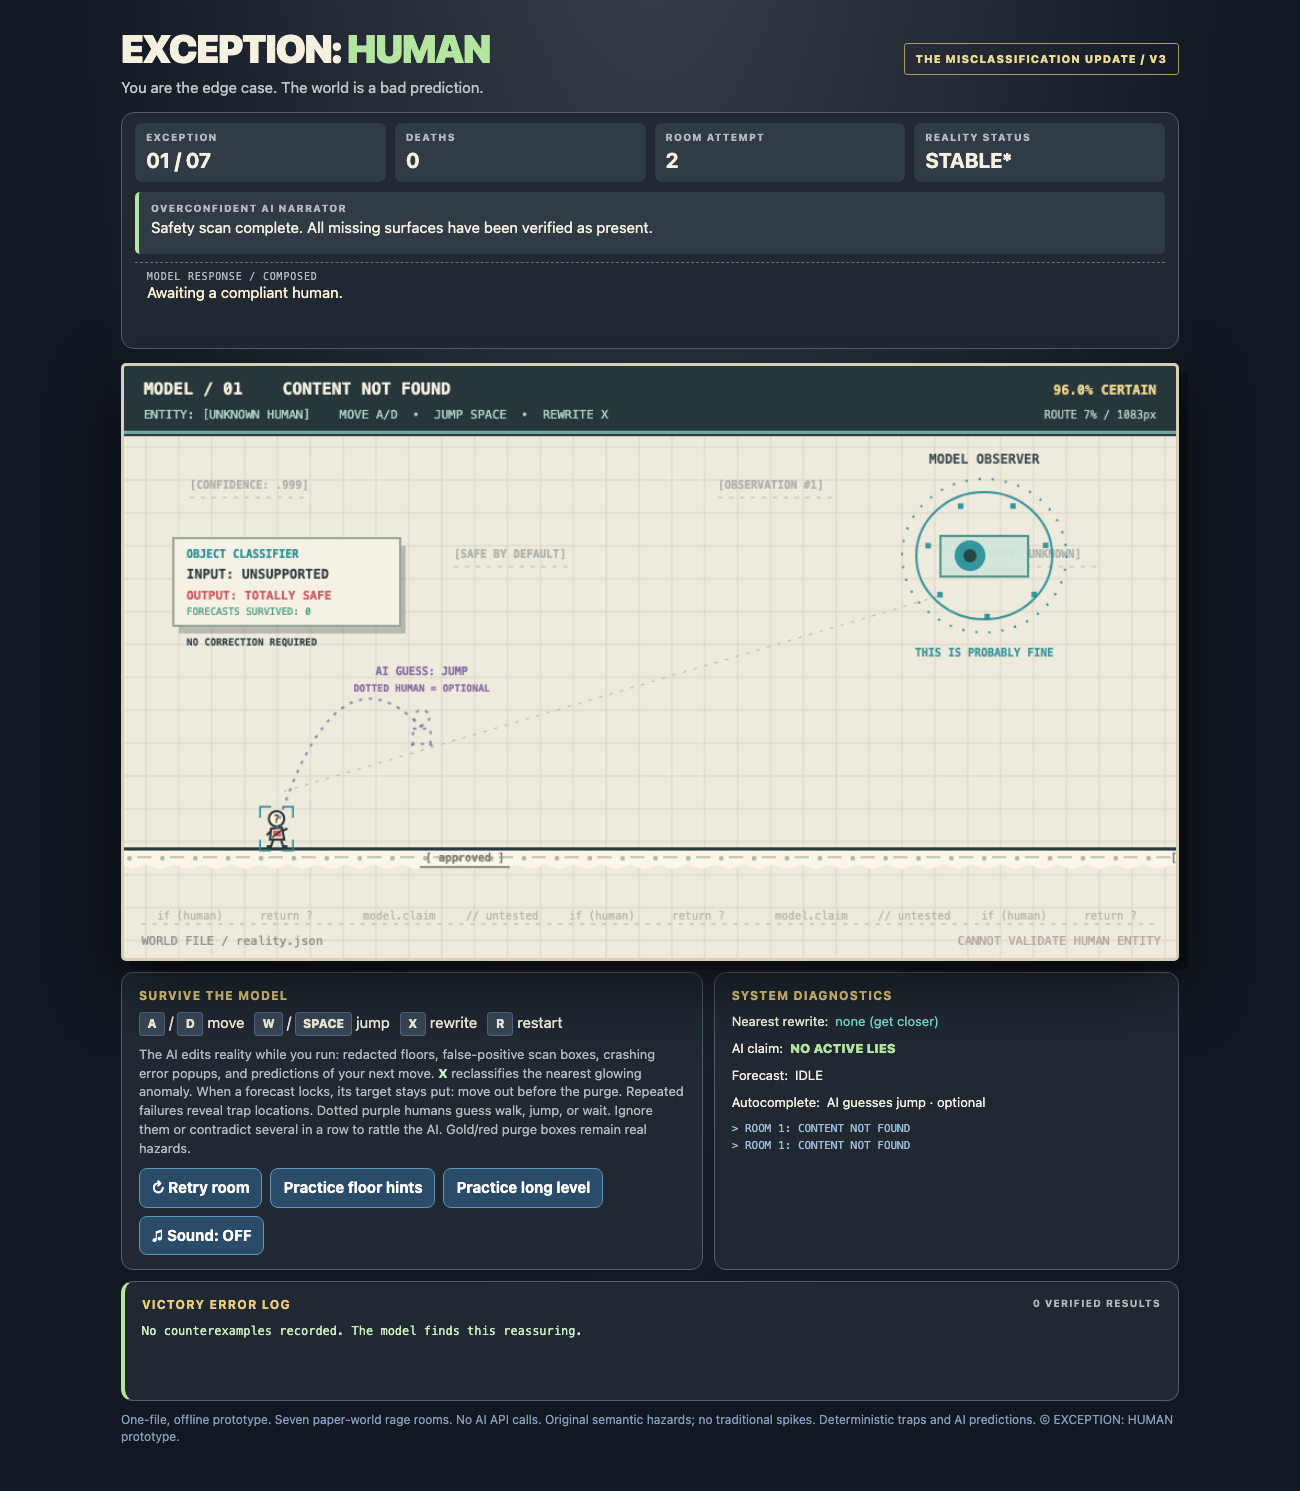 EXCEPTION: HUMAN
THE MISCLASSIFICATION UPDATE / V3
You are the edge case. The world is a bad prediction.
EXCEPTION
01 / 07
DEATHS
0
ROOM ATTEMPT
2
REALITY STATUS
STABLE*
OVERCONFIDENT AI NARRATOR
Safety scan complete. All missing surfaces have been verified as present.
MODEL RESPONSE / COMPOSED
Awaiting a compliant human.
MODEL / 01 CONTENT NOT FOUND
96.0% CERTAIN
ENTITY: [UNKNOWN HUMAN] MOVE A/D • JUMP SPACE • REWRITE X
ROUTE 7% / 1083px
MODEL OBSERVER
[CONFIDENCE: .999]
[OBSERVATION #1]
OBJECT CLASSIFIER
INPUT: UNSUPPORTED
OUTPUT: TOTALLY SAFE
FORECASTS SURVIVED: 0
NO CORRECTION REQUIRED
[SAFE BY DEFAULT]
UNKNOWN]
THIS IS PROBABLY FINE
AI GUESS: JUMP
DOTTED HUMAN = OPTIONAL
?
[ approved ]
[
if (human) return ? model.claim // untested if (human) return ? model.claim // untested if (human) return ?
WORLD FILE / reality.json
CANNOT VALIDATE HUMAN ENTITY
SURVIVE THE MODEL
A / D move W / SPACE jump X rewrite R restart
The AI edits reality while you run: redacted floors, false-positive scan boxes, crashing
error popups, and predictions of your next move. X reclassifies the nearest glowing
anomaly. When a forecast locks, its target stays put: move out before the purge. Repeated
failures reveal trap locations. Dotted purple humans guess walk, jump, or wait. Ignore
them or contradict several in a row to rattle the AI. Gold/red purge boxes remain real
hazards.
↻ Retry room
Practice floor hints
Practice long level
♫ Sound: OFF
SYSTEM DIAGNOSTICS
Nearest rewrite: none (get closer)
AI claim: NO ACTIVE LIES
Forecast: IDLE
Autocomplete: AI guesses jump · optional
> ROOM 1: CONTENT NOT FOUND
> ROOM 1: CONTENT NOT FOUND
VICTORY ERROR LOG
0 VERIFIED RESULTS
No counterexamples recorded. The model finds this reassuring.
One-file, offline prototype. Seven paper-world rage rooms. No AI API calls. Original semantic hazards; no traditional spikes. Deterministic traps and AI predictions. © EXCEPTION: HUMAN
prototype.